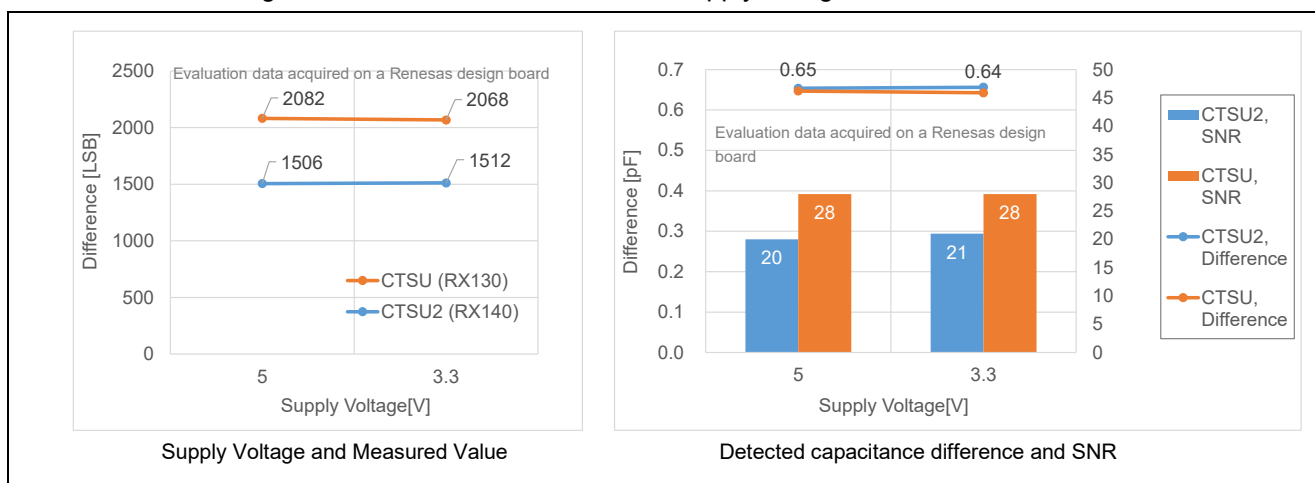 2500
2000
1500
1000
500
0
Difference [LSB]
Evaluation data acquired on a Renesas design board
2082
2068
1506
1512
CTSU (RX130)
CTSU2 (RX140)
5
3.3
Supply Voltage[V]
Supply Voltage and Measured Value
0.7
0.6
0.5
0.4
0.3
0.2
0.1
0.0
Difference [pF]
0.65
0.64
Evaluation data acquired on a Renesas design
board
20
28
21
28
50
45
40
35
30
25
20
15
10
5
0
5
3.3
Supply Voltage[V]
CTSU2,
SNR
CTSU,
SNR
CTSU2,
Difference
CTSU,
Difference
Detected capacitance difference and SNR